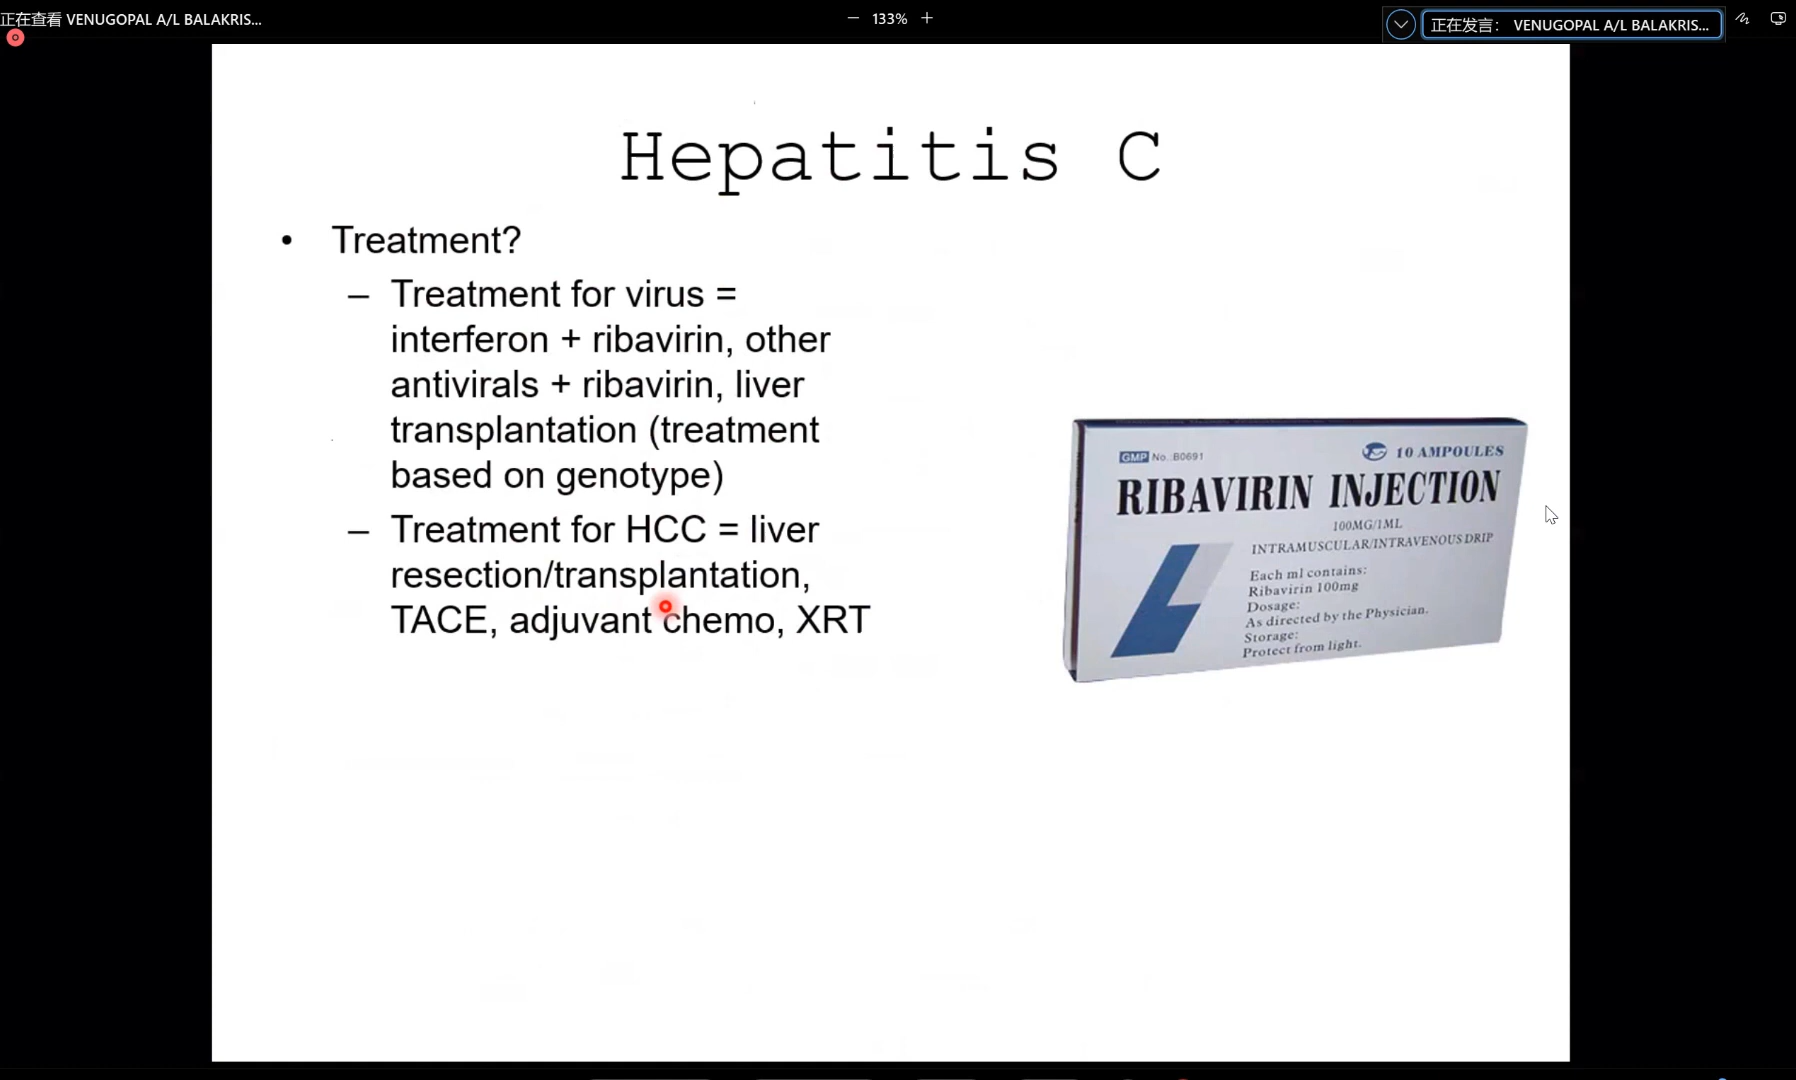 正在查看 VENUGOPAL A/L BALAKRIS...
133%
正在发言： VENUGOPAL A/L BALAKRIS...
Hepatitis C
• Treatment?
– Treatment for virus =
interferon + ribavirin, other
antivirals + ribavirin, liver
transplantation (treatment
based on genotype)
– Treatment for HCC = liver
resection/transplantation,
TACE, adjuvant chemo, XRT
GMP No.:B0691
10 AMPOULES
RIBAVIRIN INJECTION
100MG/1ML
INTRAMUSCULAR/INTRAVENOUS DRIP
Each ml contains:
Ribavirin 100mg
Dosage:
As directed by the Physician.
Storage:
Protect from light.